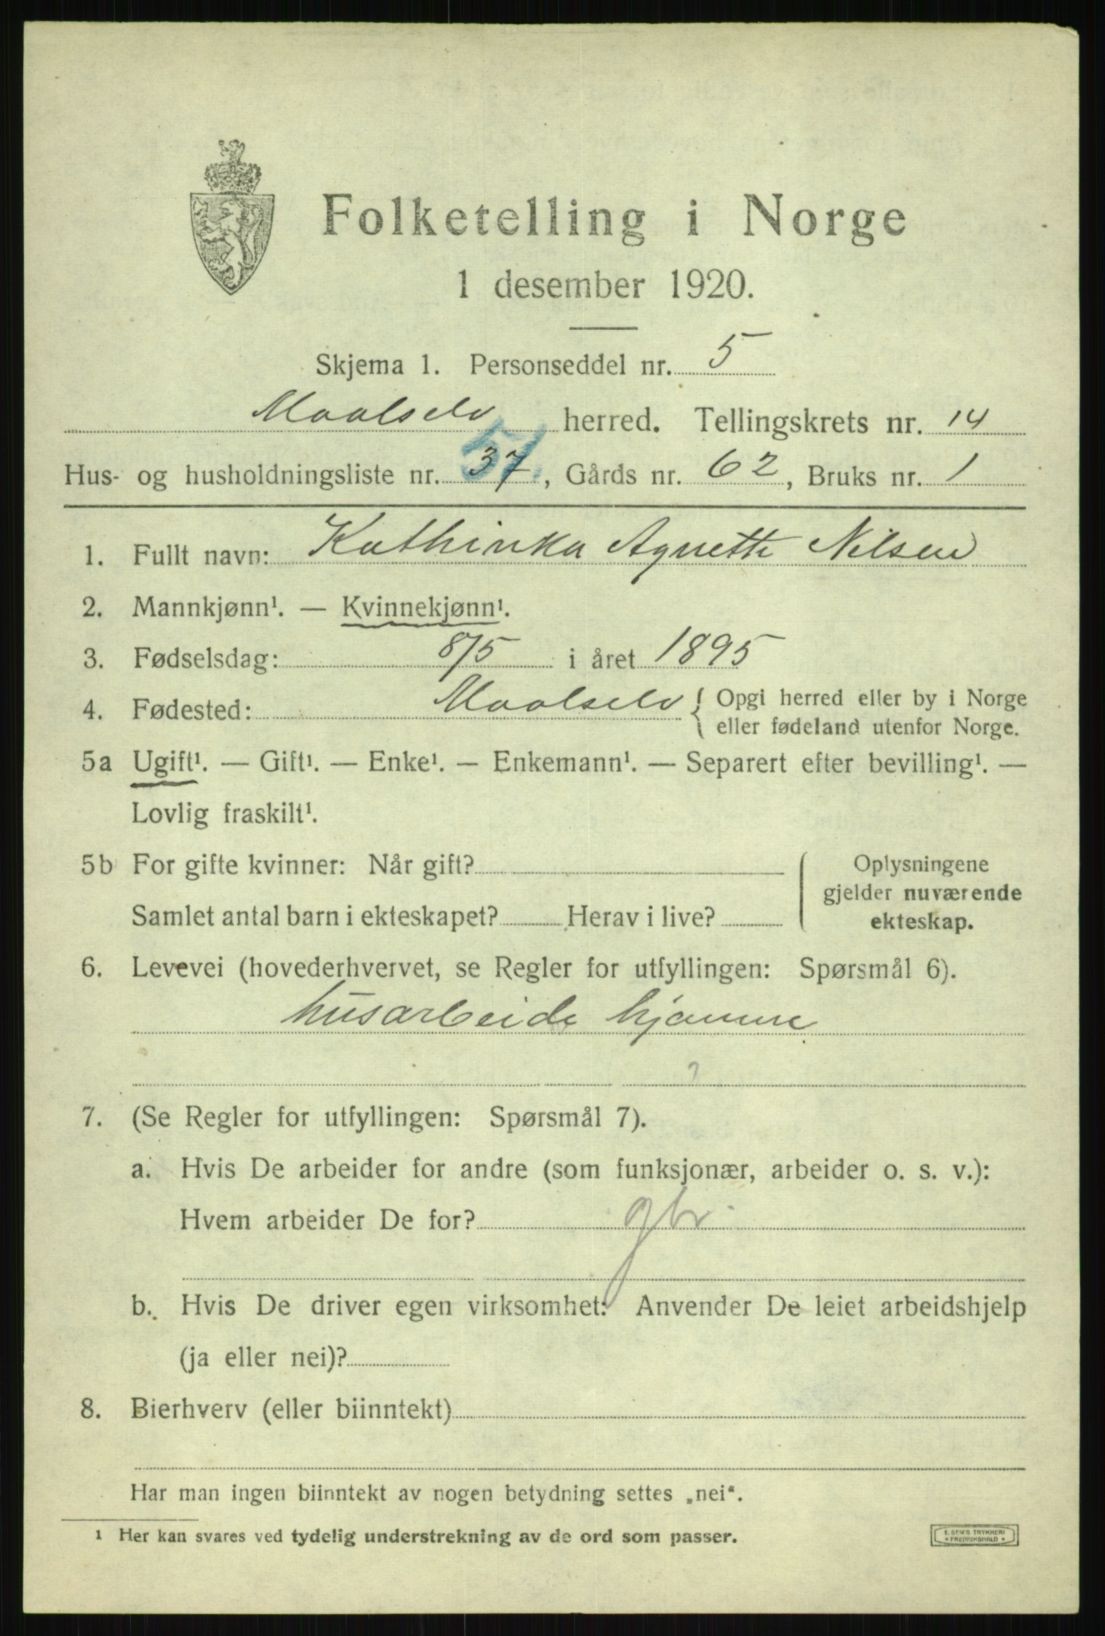 Folketelling i Norge
1 desember 1920.
Skjema 1. Personseddel nr. 5
Maalselv herred. Tellingskrets nr. 14
Hus- og husholdningsliste nr. 37 51., Gårds nr. 62, Bruks nr. 1
1. Fullt navn: Kathinka Agnette Nilsen
2. Mannkjønn¹. — Kvinnekjønn¹.
3. Fødselsdag: 8/5 i året 1895
4. Fødested: Maalselv { Opgi herred eller by i Norge
eller fødeland utenfor Norge.
5a Ugift¹. — Gift¹. — Enke¹. — Enkemann¹. — Separert efter bevilling¹. —
Lovlig fraskilt¹.
5b For gifte kvinner: Når gift? ( Oplysningene
gjelder nuværende
Samlet antal barn i ekteskapet? Herav i live? ekteskap.
6. Levevei (hovederhvervet, se Regler for utfyllingen: Spørsmål 6).
husarbeide hjemme
?
7. (Se Regler for utfyllingen: Spørsmål 7).
a. Hvis De arbeider for andre (som funksjonær, arbeider o. s. v.):
Hvem arbeider De for? gbr.
b. Hvis De driver egen virksomhet: Anvender De leiet arbeidshjelp
(ja eller nei)?
8. Bierhverv (eller biinntekt)
Har man ingen biinntekt av nogen betydning settes „nei“.
¹ Her kan svares ved tydelig understrekning av de ord som passer.
E. SEM'S TRYKKERI
FREDRIKSHALD